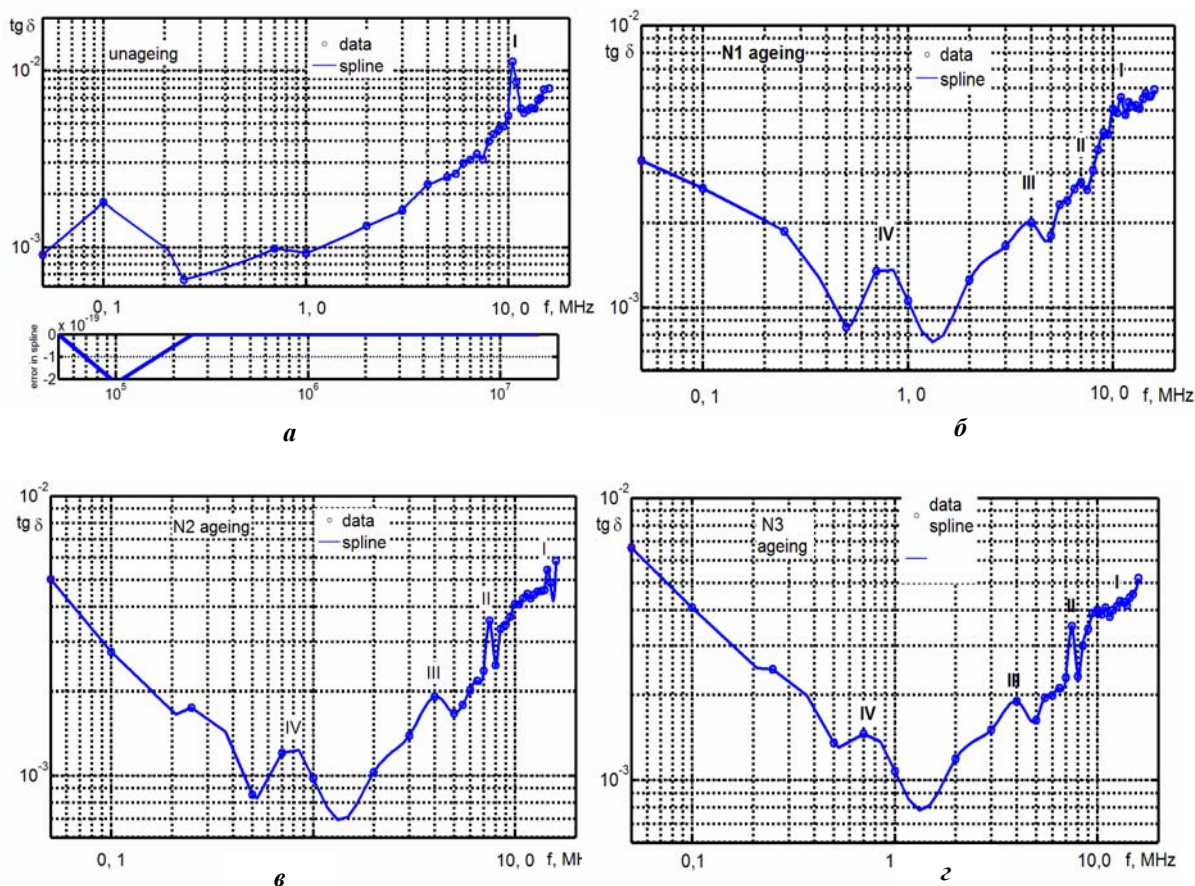 tg δ
unageing
data
spline
I
10⁻²
10⁻³
0,1
1, 0
10, 0 f, MHz
x 10⁻¹⁹
error in spline
0
-1
-2
10⁵
10⁶
10⁷
а
10⁻²
tg δ
N1 ageing
data
spline
I
II
III
IV
10⁻³
0, 1
1, 0
10, 0 f, MHz
б
10⁻²
tg δ
N2 ageing
data
spline
I
II
III
IV
10⁻³
0, 1
10, 0 f, MH
в
10⁻²
tg δ
N3
ageing
data
spline
I
II
III
IV
10⁻³
0,1
1
10,0 f, MHz
г